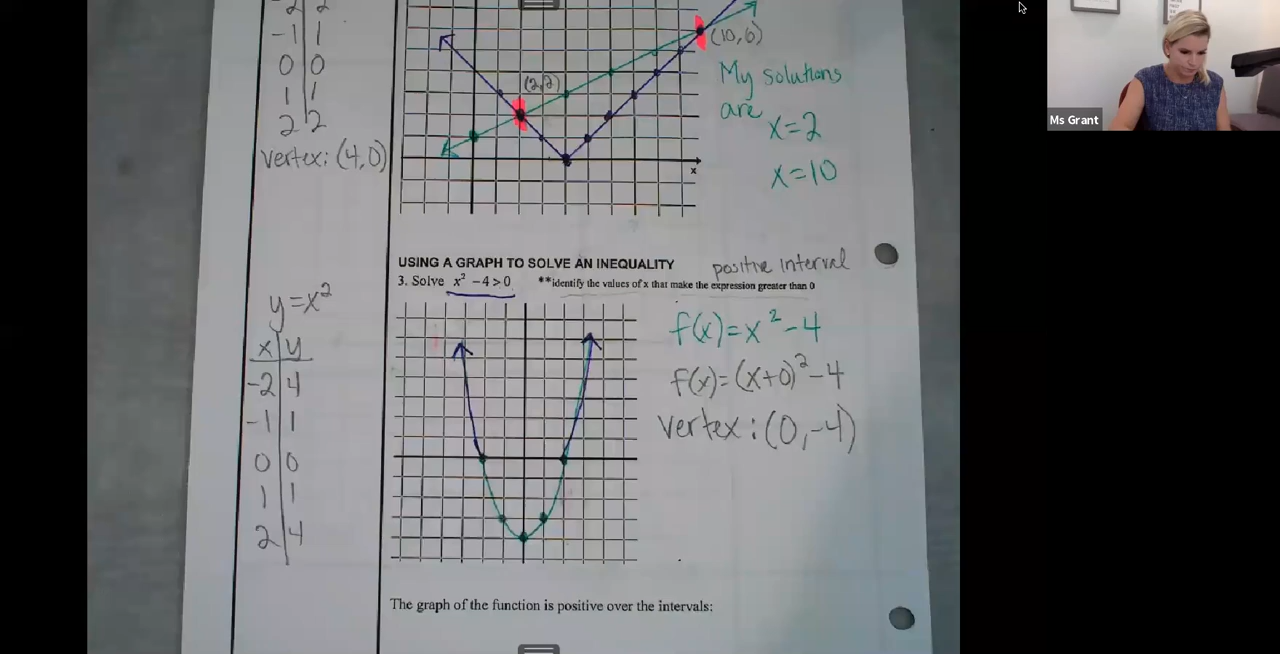 -2 2
-1 1
0 0
1 1
2 2
vertex: (4,0)
(2,2)
(10,6)
x
My solutions
are
x=2
x=10
USING A GRAPH TO SOLVE AN INEQUALITY
positive interval
3. Solve x² -4>0 **identify the values of x that make the expression greater than 0
y=x²
x y
-2 4
-1 1
0 0
1 1
2 4
f(x)=x²-4
f(x)=(x+0)²-4
vertex: (0,-4)
The graph of the function is positive over the intervals:
Ms Grant